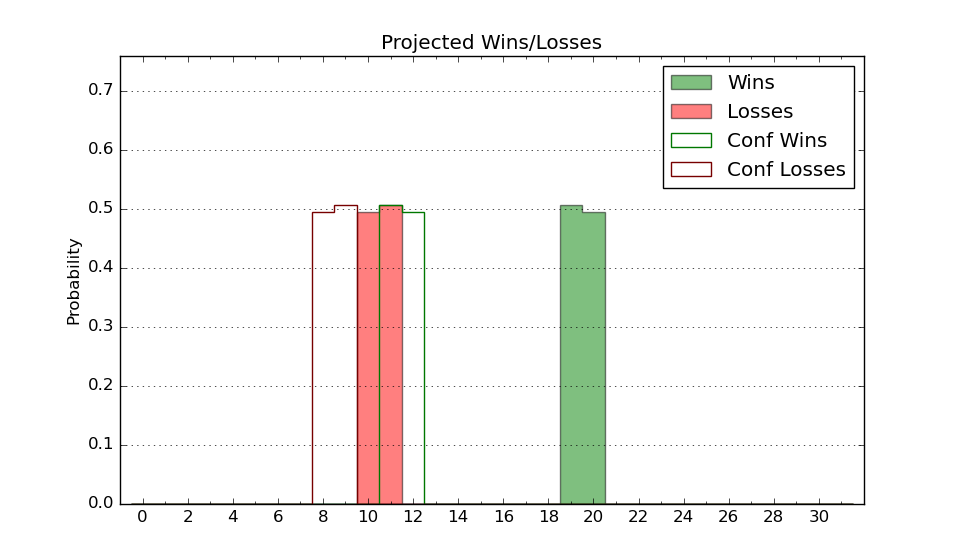 Projected Wins/Losses
Wins
Losses
Conf Wins
Conf Losses
Probability
0.7
0.6
0.5
0.4
0.3
0.2
0.1
0.0
0 2 4 6 8 10 12 14 16 18 20 22 24 26 28 30